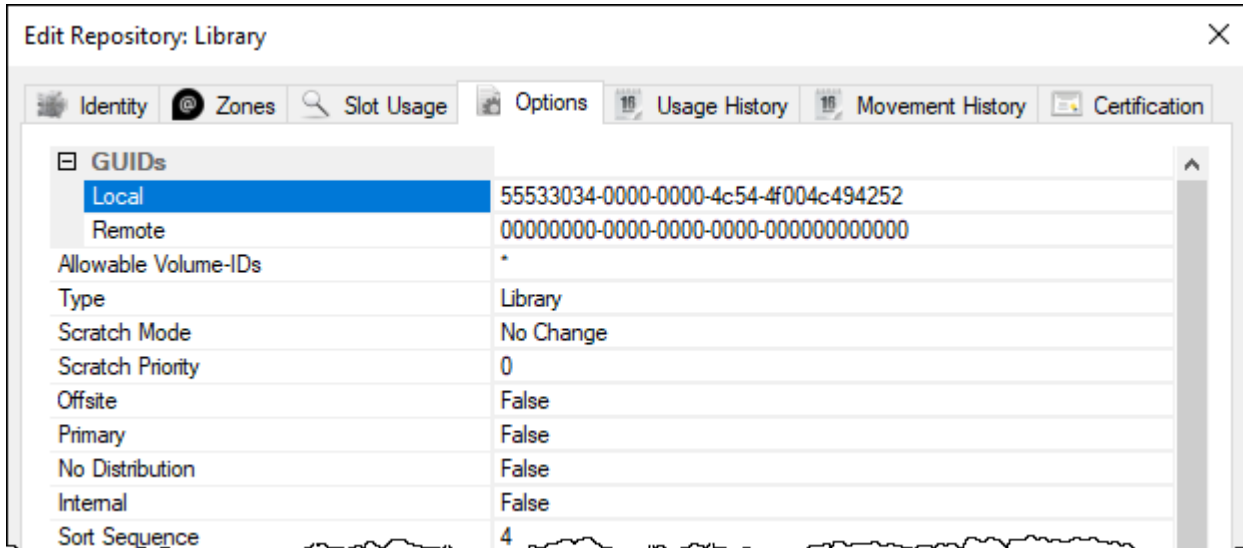 Edit Repository: Library
Identity Zones Slot Usage Options Usage History Movement History Certification
GUIDs
Local 55533034-0000-0000-4c54-4f004c494252
Remote 00000000-0000-0000-0000-000000000000
Allowable Volume-IDs *
Type Library
Scratch Mode No Change
Scratch Priority 0
Offsite False
Primary False
No Distribution False
Internal False
Sort Sequence 4